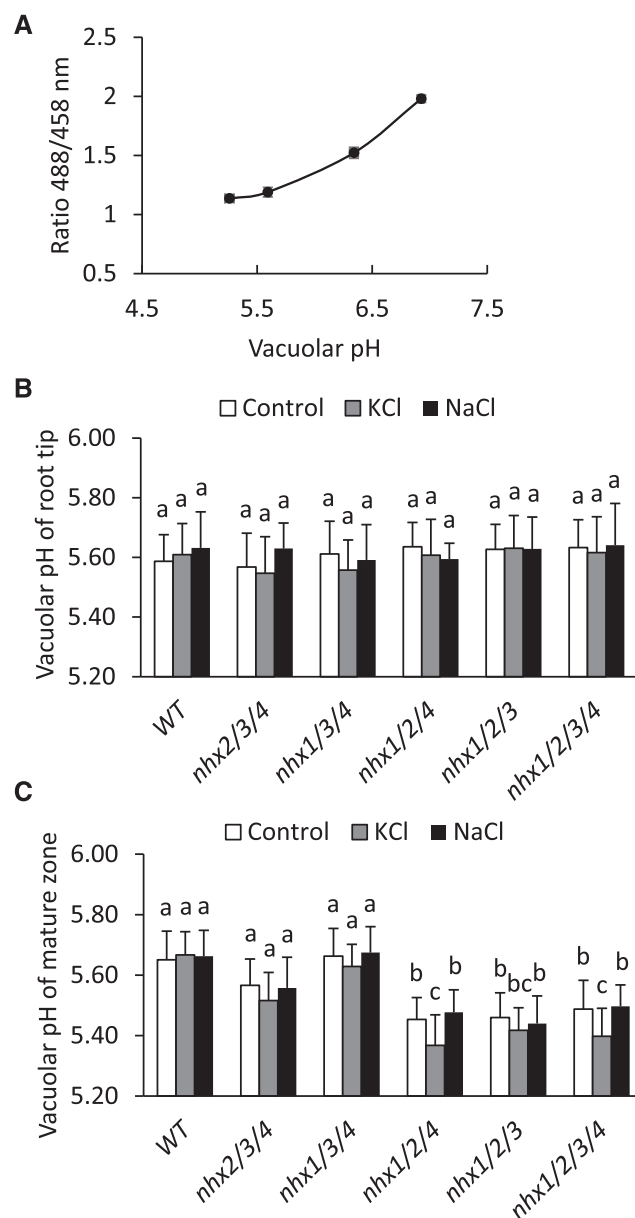 A
Ratio 488/458 nm
2.5
2
1.5
1
0.5
4.5 5.5 6.5 7.5
Vacuolar pH
B
Control KCl NaCl
Vacuolar pH of root tip
6.00
5.80
5.60
5.40
5.20
a a a a a a a a a a a a a a a a a a
WT nhx2/3/4 nhx1/3/4 nhx1/2/4 nhx1/2/3 nhx1/2/3/4
C
Control KCl NaCl
Vacuolar pH of mature zone
6.00
5.80
5.60
5.40
5.20
a a a a a a a a a b c b b bc b b c b
WT nhx2/3/4 nhx1/3/4 nhx1/2/4 nhx1/2/3 nhx1/2/3/4